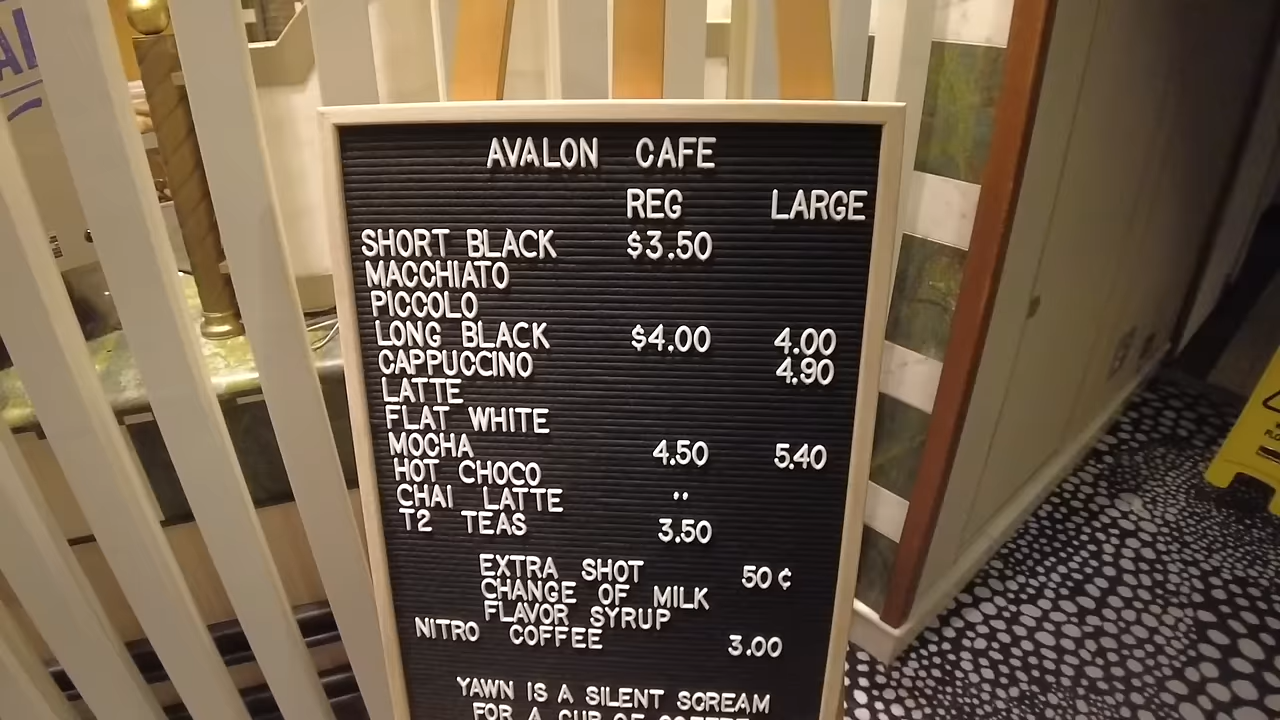 AVALON CAFE
REG LARGE
SHORT BLACK $3.50
MACCHIATO
PICCOLO
LONG BLACK $4.00 4.00
CAPPUCCINO 4.90
LATTE
FLAT WHITE
MOCHA 4.50 5.40
HOT CHOCO
CHAI LATTE ..
T2 TEAS 3.50
EXTRA SHOT 50¢
CHANGE OF MILK
FLAVOR SYRUP
NITRO COFFEE 3.00
YAWN IS A SILENT SCREAM
FOR A CUP OF COFFEE